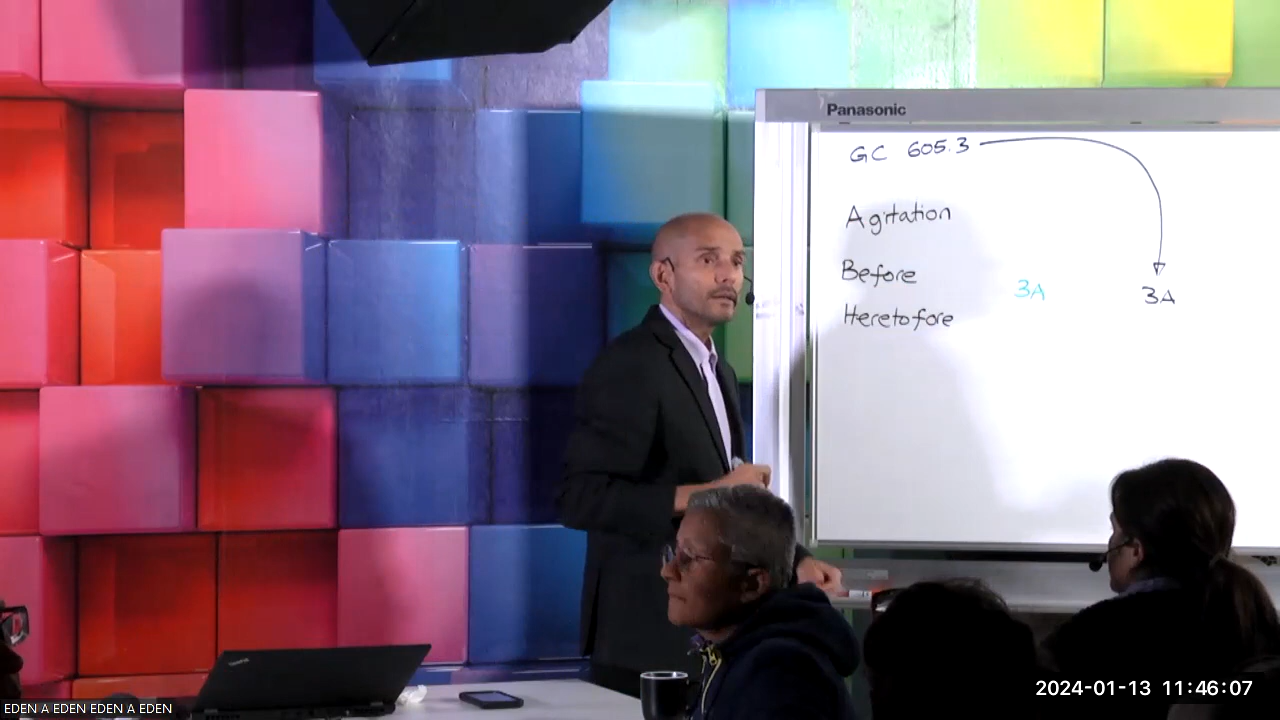 Panasonic
GC 605.3
Agitation
Before
3A
3A
Heretofore
ThinkPad
2024-01-13 11:46:07
EDEN A EDEN EDEN A EDEN